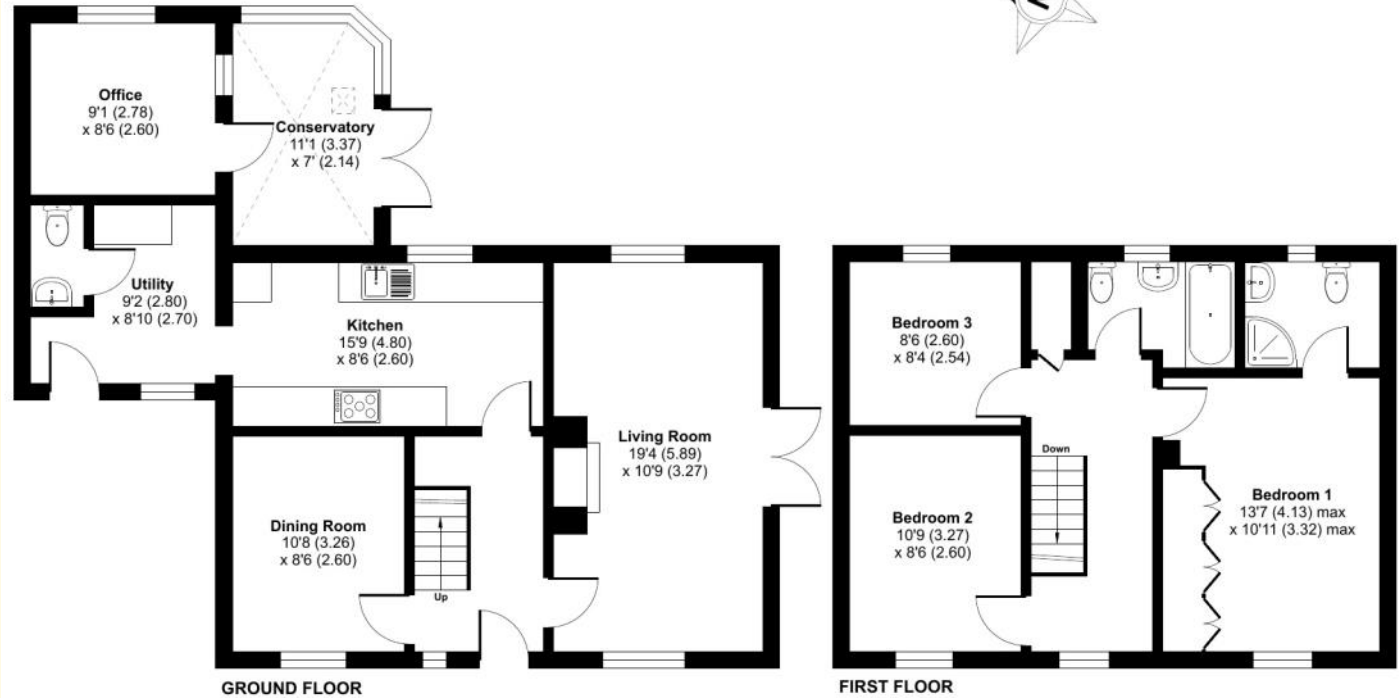 Office
9'1 (2.78)
x 8'6 (2.60)
Conservatory
11'1 (3.37)
x 7' (2.14)
Utility
9'2 (2.80)
x 8'10 (2.70)
Kitchen
15'9 (4.80)
x 8'6 (2.60)
Living Room
19'4 (5.89)
x 10'9 (3.27)
Dining Room
10'8 (3.26)
x 8'6 (2.60)
Up
GROUND FLOOR
Bedroom 3
8'6 (2.60)
x 8'4 (2.54)
Down
Bedroom 2
10'9 (3.27)
x 8'6 (2.60)
Bedroom 1
13'7 (4.13) max
x 10'11 (3.32) max
FIRST FLOOR